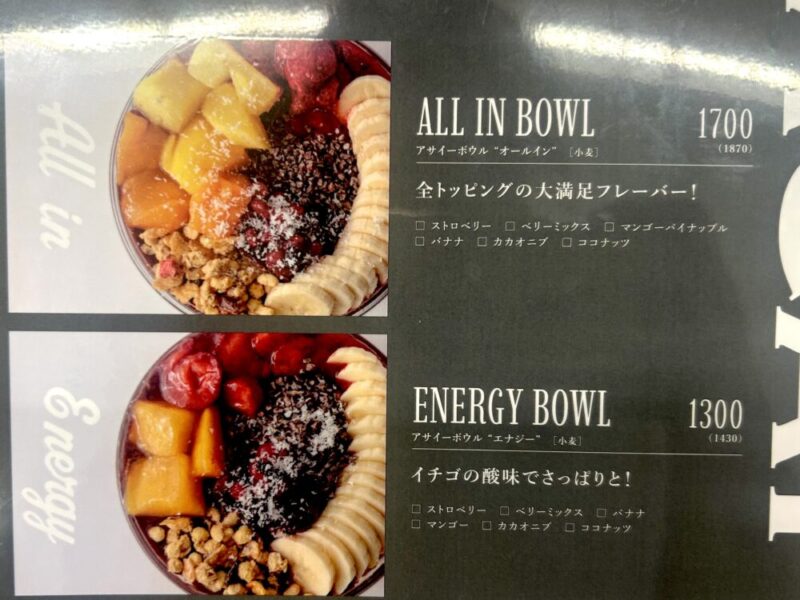 All in
ALL IN BOWL 1700
アサイーボウル "オールイン" [小麦] (1870)
全トッピングの大満足フレーバー!
□ ストロベリー □ ベリーミックス □ マンゴーパイナップル
□ バナナ □ カカオニブ □ ココナッツ
Energy
ENERGY BOWL 1300
アサイーボウル "エナジー" [小麦] (1430)
イチゴの酸味でさっぱりと!
□ ストロベリー □ ベリーミックス □ バナナ
□ マンゴー □ カカオニブ □ ココナッツ